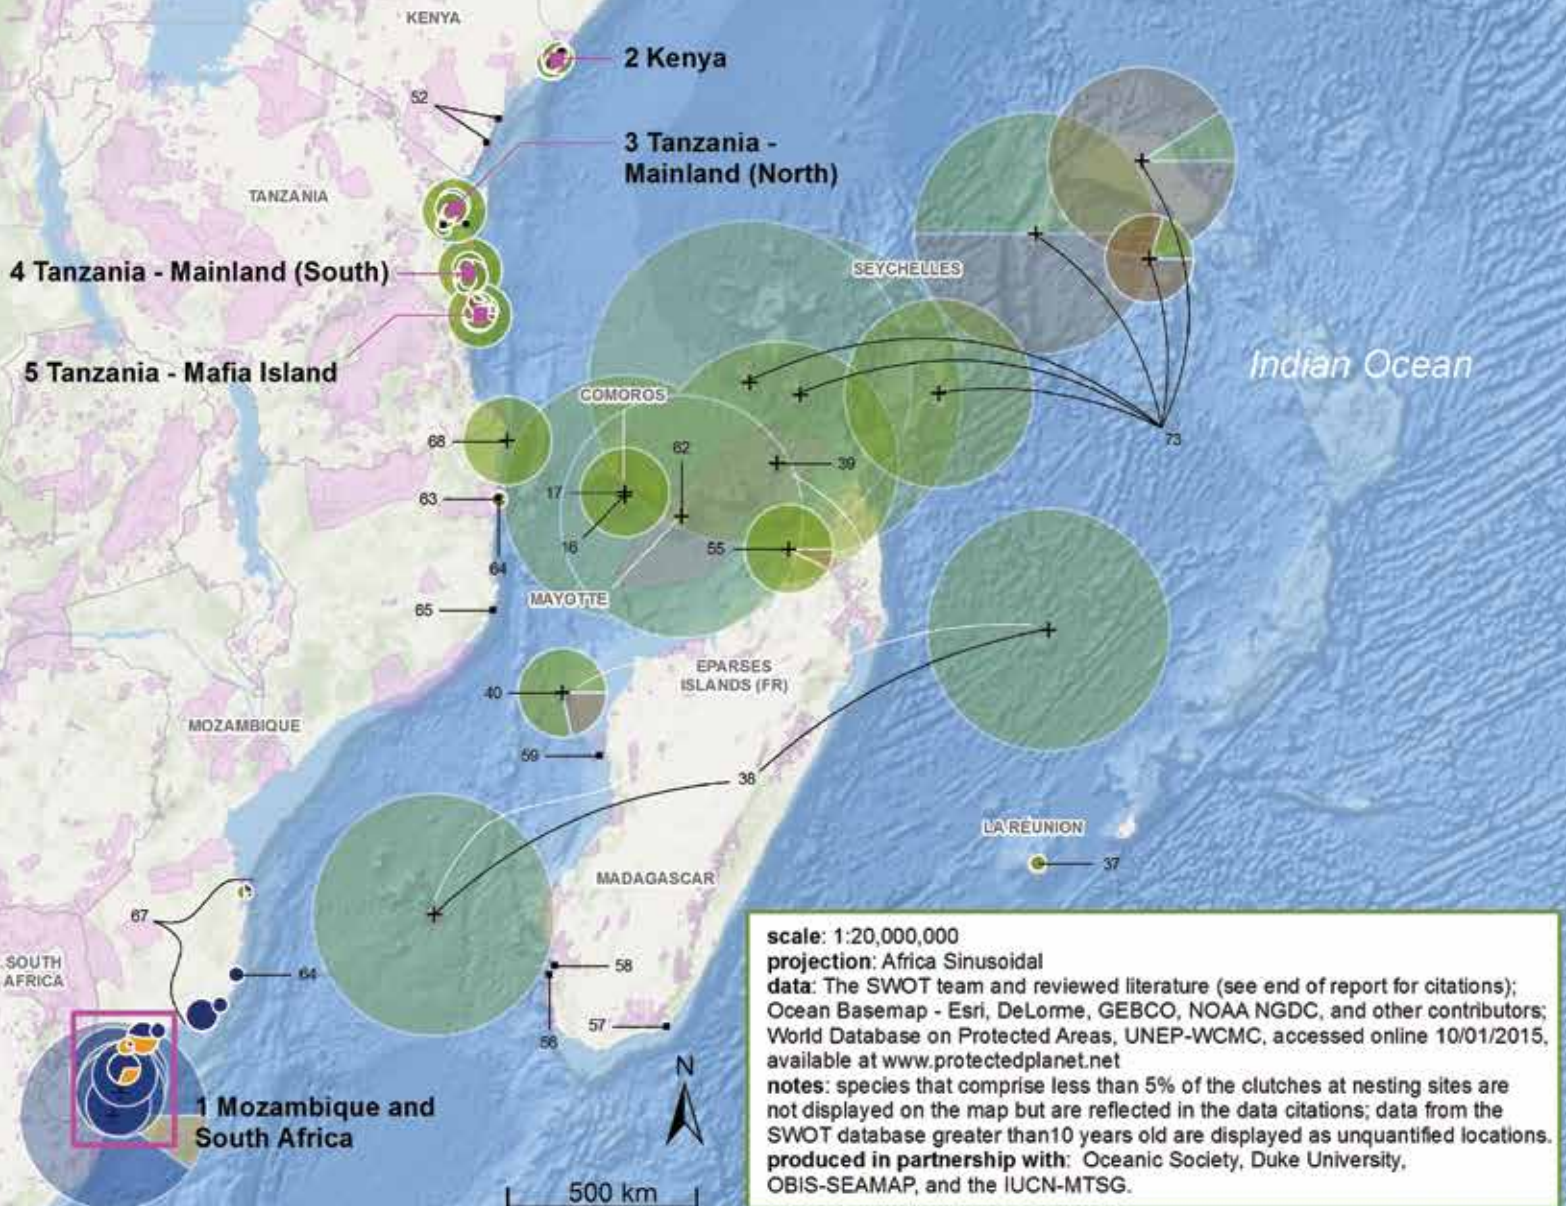 KENYA
2 Kenya
52
3 Tanzania -
Mainland (North)
TANZANIA
4 Tanzania - Mainland (South)
SEYCHELLES
5 Tanzania - Mafia Island
Indian Ocean
COMOROS
68
62
73
39
17
63
16
55
64
MAYOTTE
65
EPARSES
ISLANDS (FR)
40
MOZAMBIQUE
59
38
LA REUNION
37
MADAGASCAR
67
SOUTH
AFRICA
64
58
57
56
N
1 Mozambique and
South Africa
500 km
scale: 1:20,000,000
projection: Africa Sinusoidal
data: The SWOT team and reviewed literature (see end of report for citations);
Ocean Basemap - Esri, DeLorme, GEBCO, NOAA NGDC, and other contributors;
World Database on Protected Areas, UNEP-WCMC, accessed online 10/01/2015,
available at www.protectedplanet.net
notes: species that comprise less than 5% of the clutches at nesting sites are
not displayed on the map but are reflected in the data citations; data from the
SWOT database greater than10 years old are displayed as unquantified locations.
produced in partnership with: Oceanic Society, Duke University,
OBIS-SEAMAP, and the IUCN-MTSG.